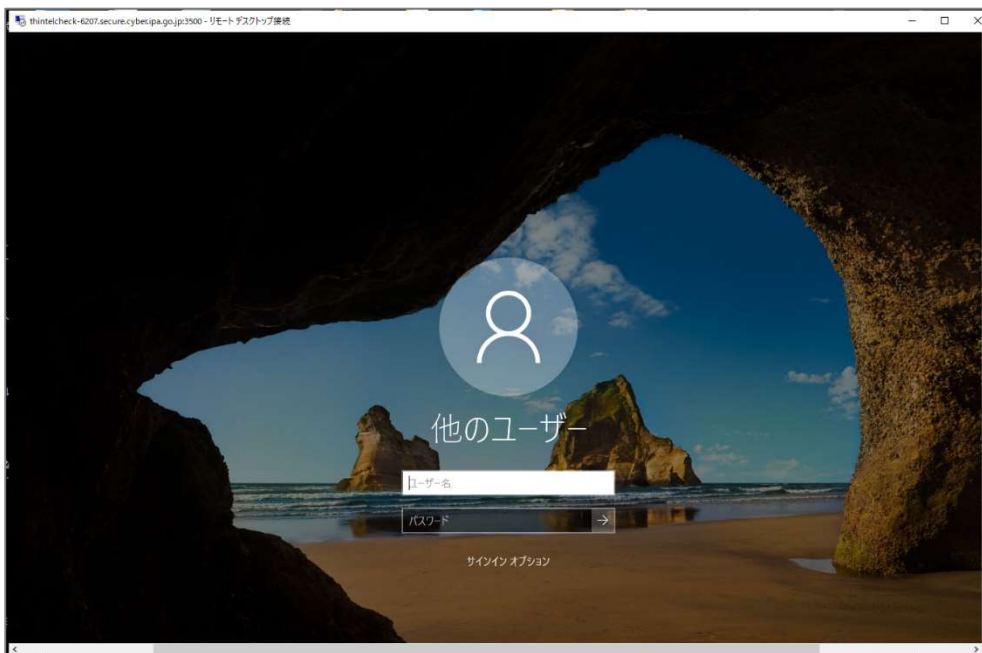 thintelcheck-6207.secure.cyber.ipa.go.jp:3500 - リモート デスクトップ接続
他のユーザー
ユーザー名
パスワード
サインイン オプション